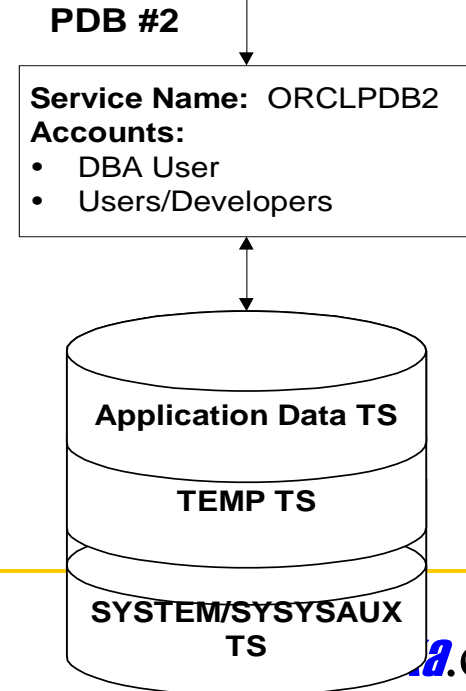 PDB #2
Service Name: ORCLPDB2
Accounts:
• DBA User
• Users/Developers
Application Data TS
TEMP TS
SYSTEM/SYSYSAUX
TS